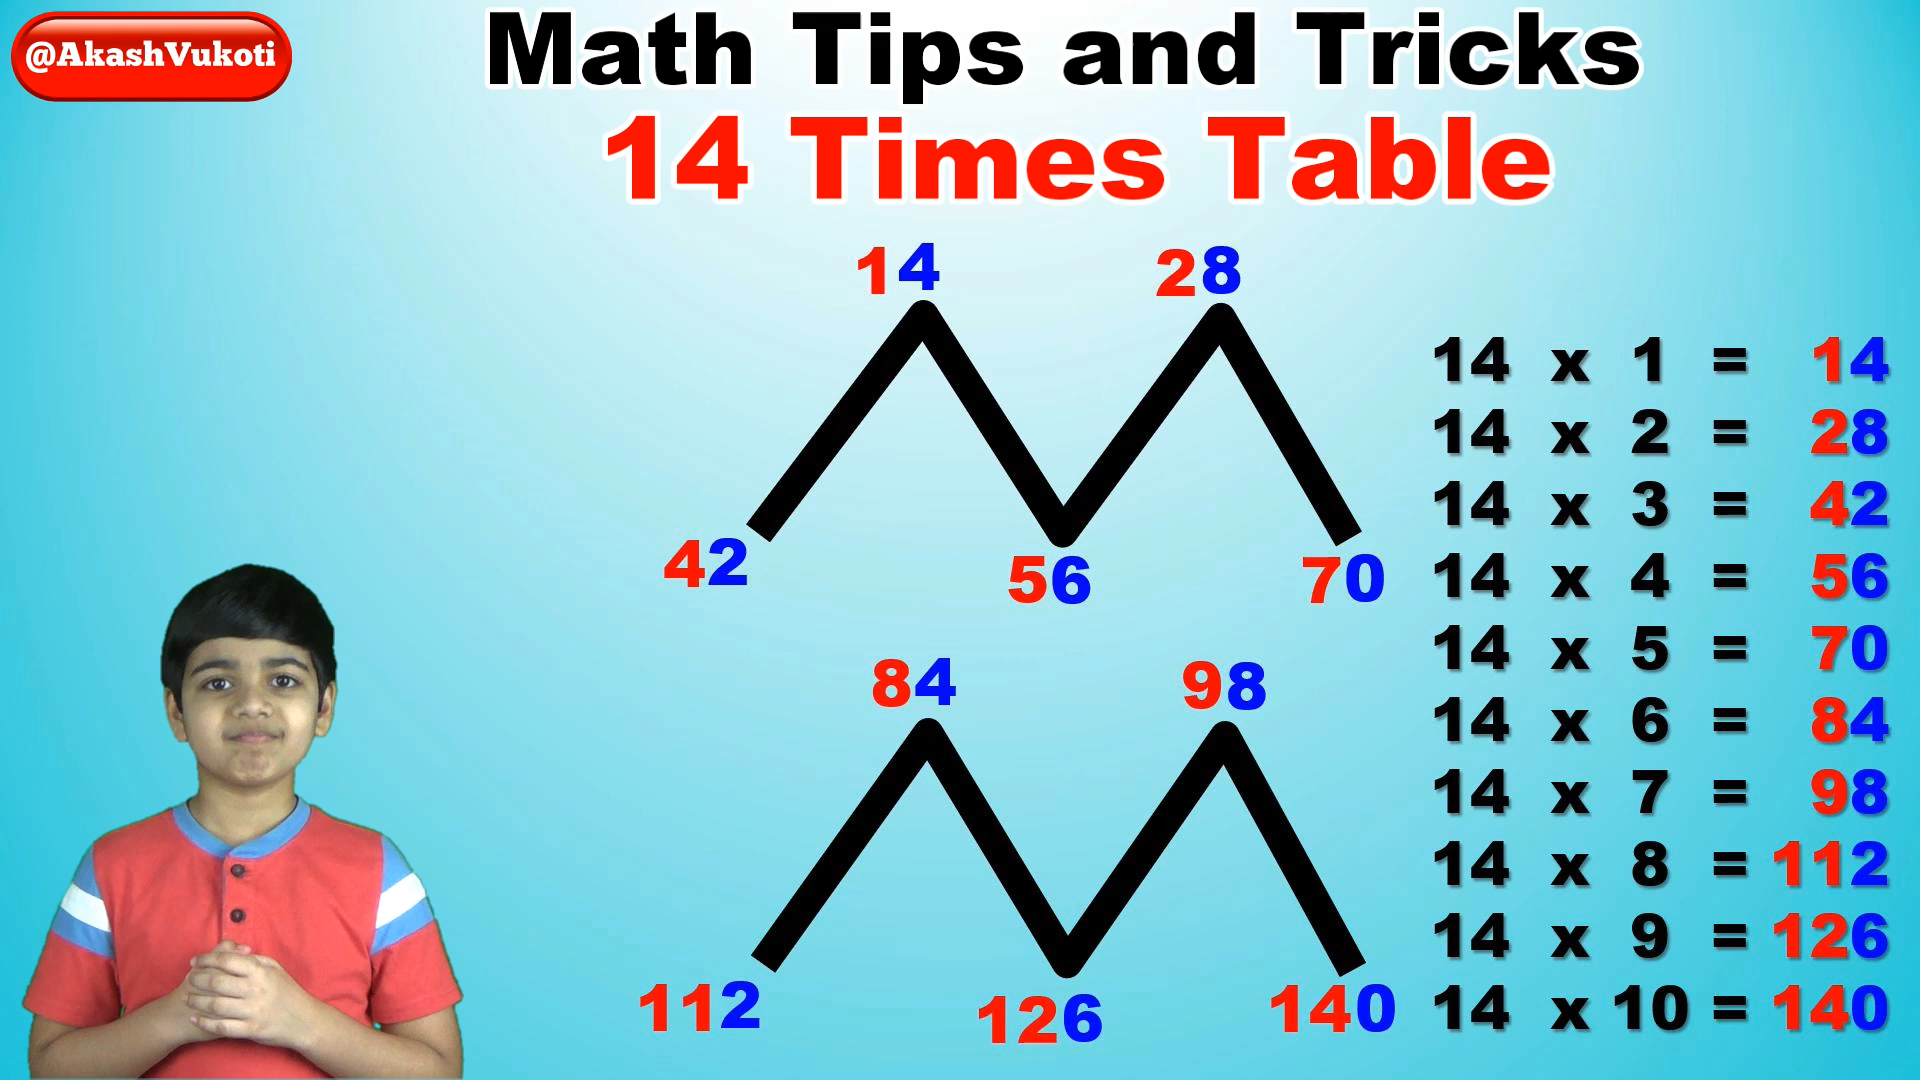 @AkashVukoti
Math Tips and Tricks
14 Times Table
14 28
42 56 70
84 98
112 126 140
14 x 1 = 14
14 x 2 = 28
14 x 3 = 42
14 x 4 = 56
14 x 5 = 70
14 x 6 = 84
14 x 7 = 98
14 x 8 = 112
14 x 9 = 126
14 x 10 = 140